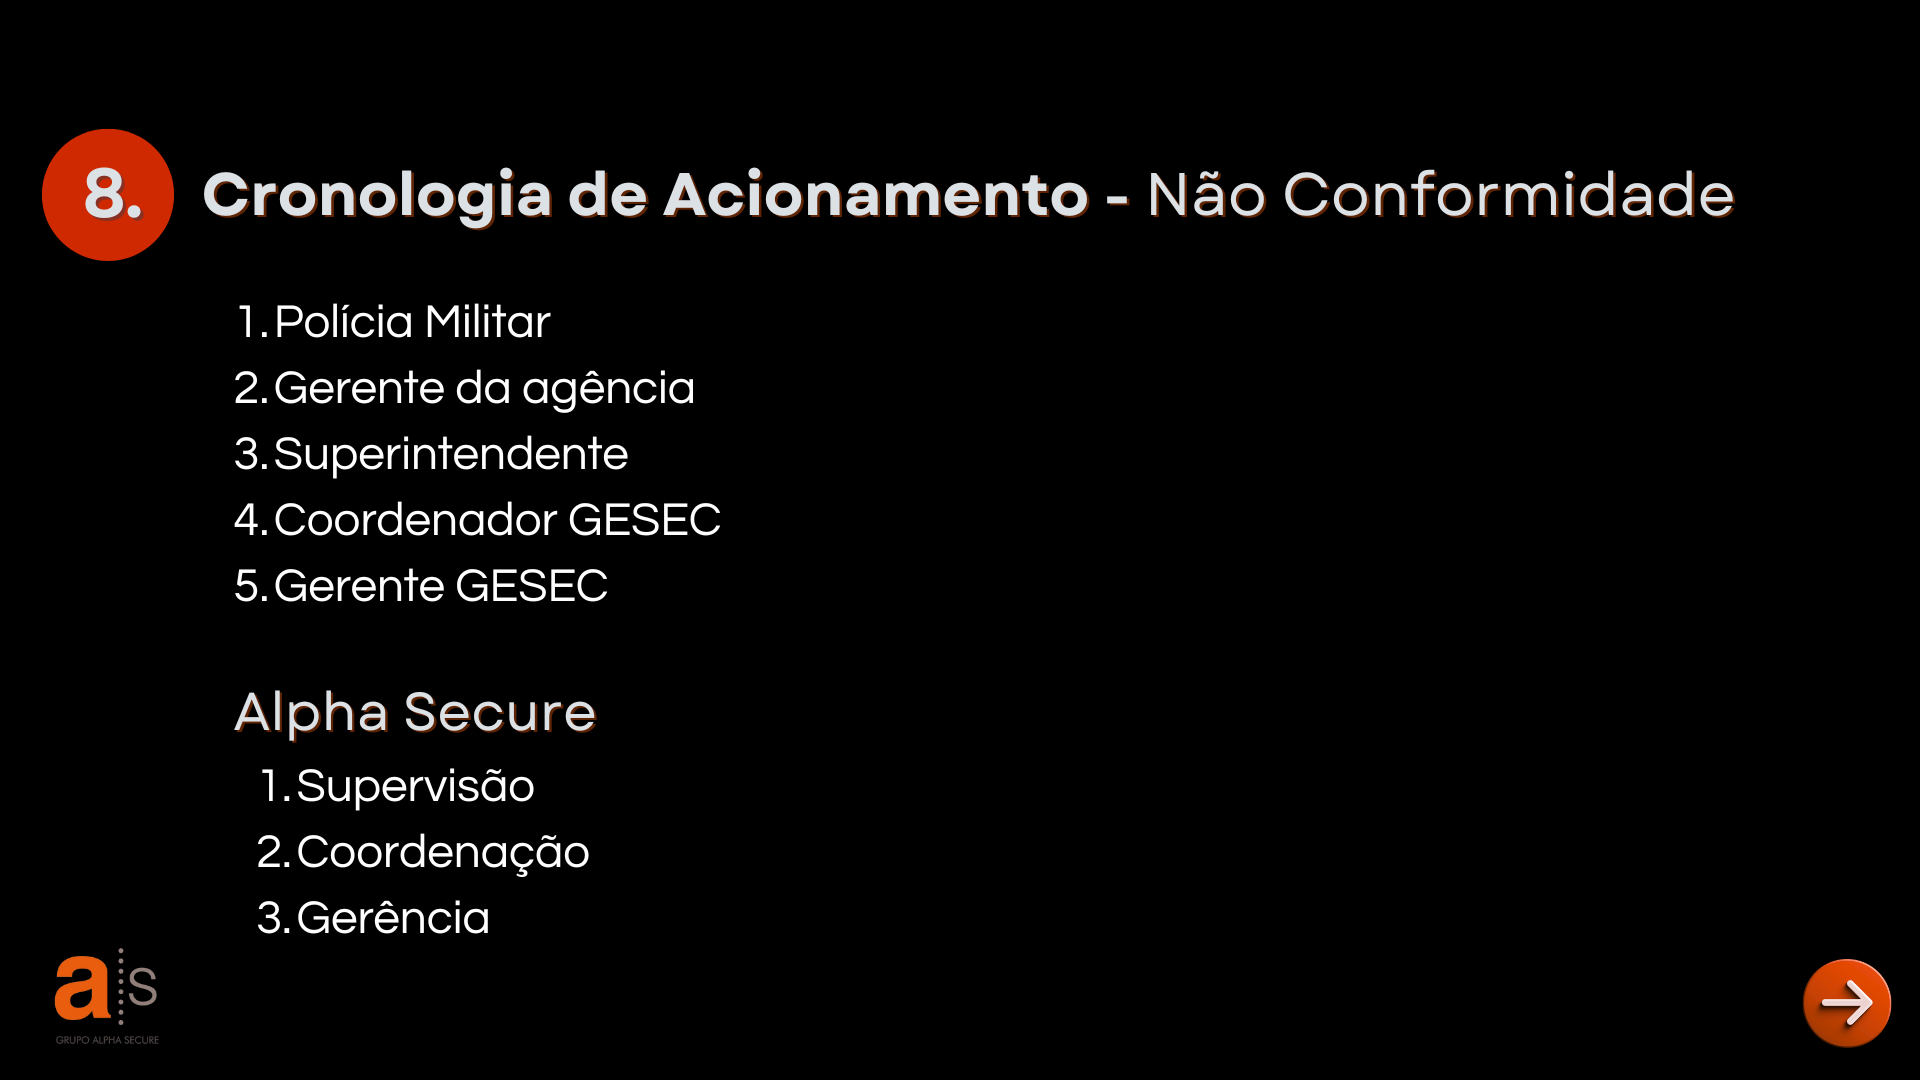 8. Cronologia de Acionamento - Não Conformidade
1. Polícia Militar
2. Gerente da agência
3. Superintendente
4. Coordenador GESEC
5. Gerente GESEC
Alpha Secure
1. Supervisão
2. Coordenação
3. Gerência
a s
GRUPO ALPHA SECURE